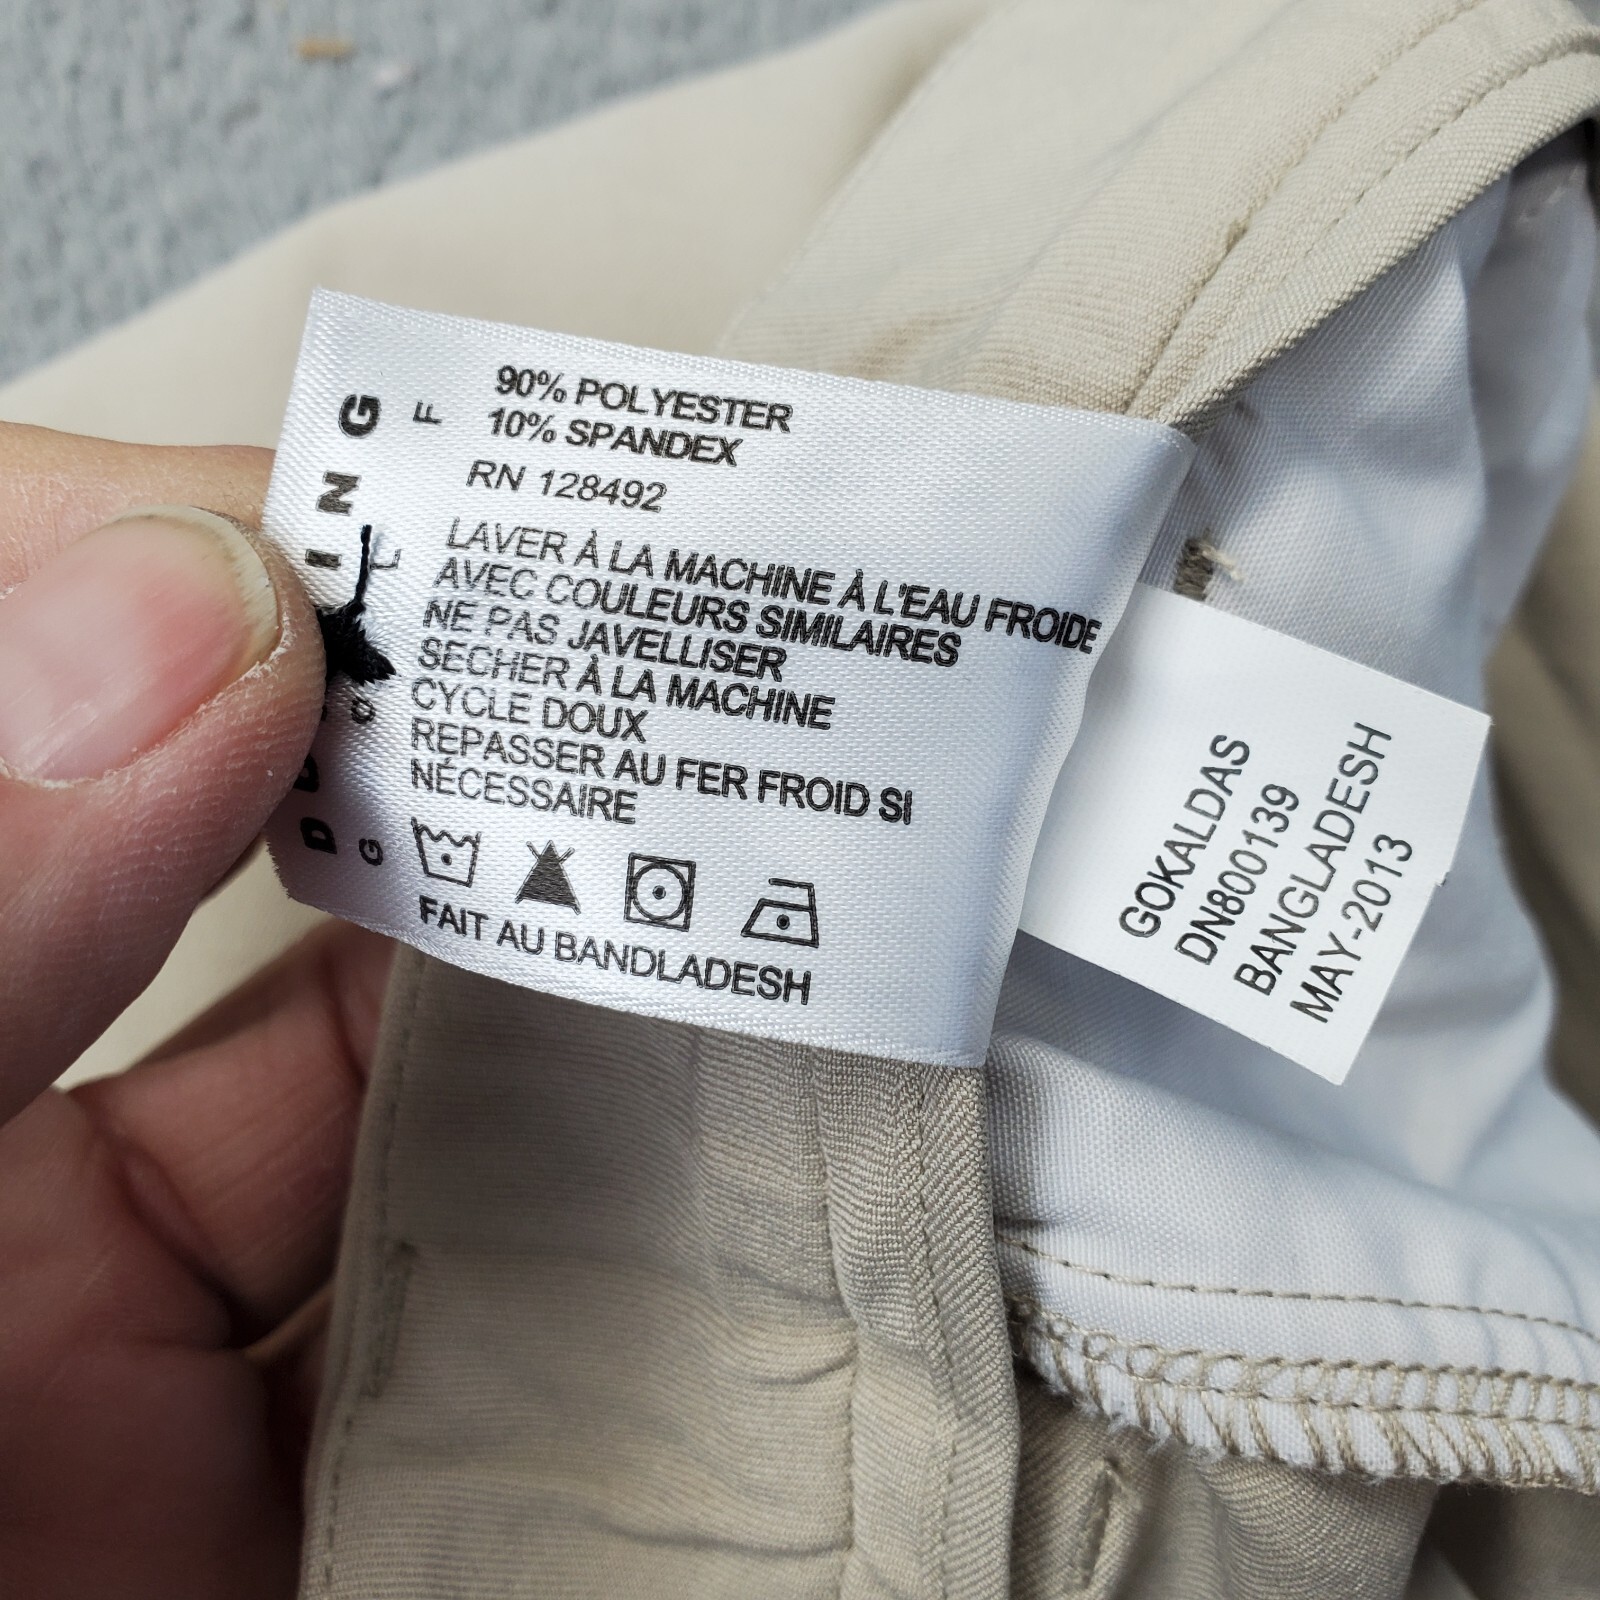 90% POLYESTER
10% SPANDEX
RN 128492
LAVER À LA MACHINE À L'EAU FROIDE
AVEC COULEURS SIMILAIRES
NE PAS JAVELLISER
SECHER À LA MACHINE
CYCLE DOUX
REPASSER AU FER FROID SI
NÉCESSAIRE
FAIT AU BANDLADESH
GOKALDAS
DN800139
BANGLADESH
MAY-2013